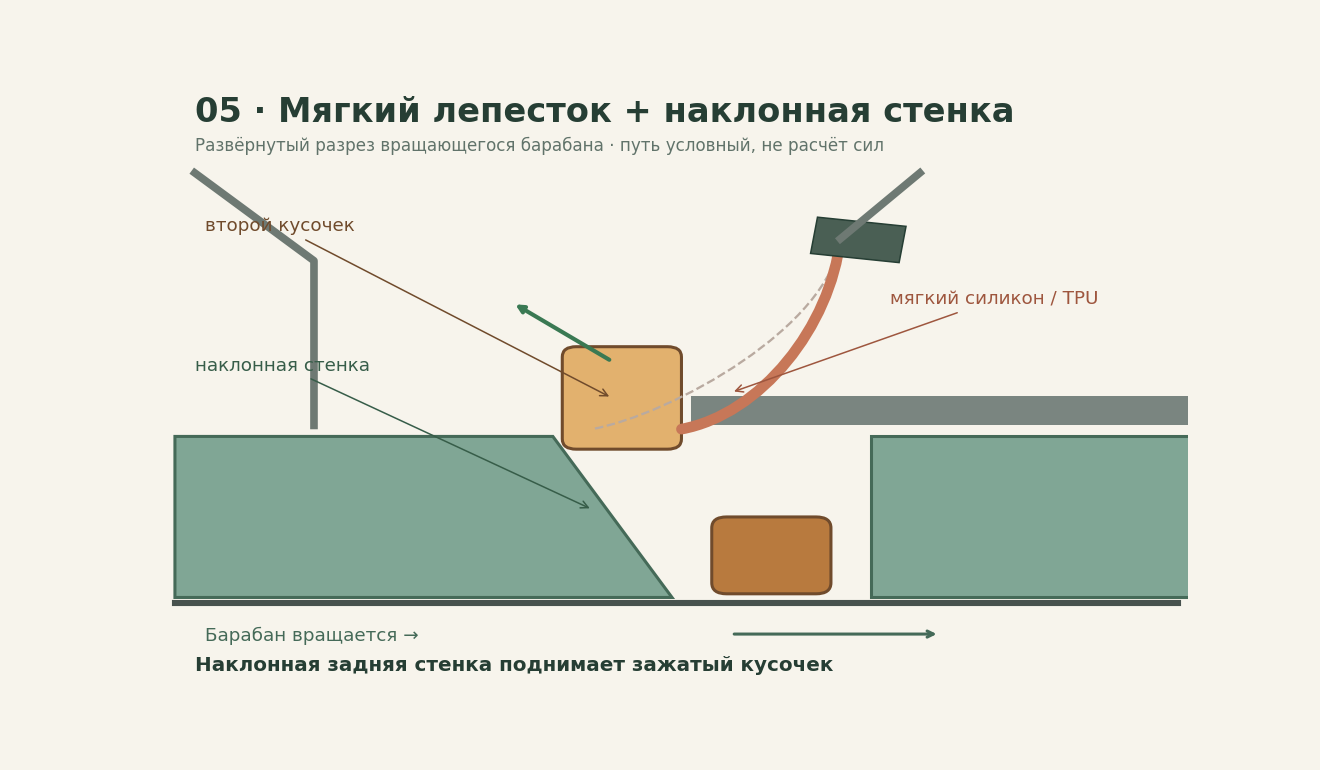 05 · Мягкий лепесток + наклонная стенка
Развёрнутый разрез вращающегося барабана · путь условный, не расчёт сил
второй кусочек
мягкий силикон / TPU
наклонная стенка
Барабан вращается →
Наклонная задняя стенка поднимает зажатый кусочек